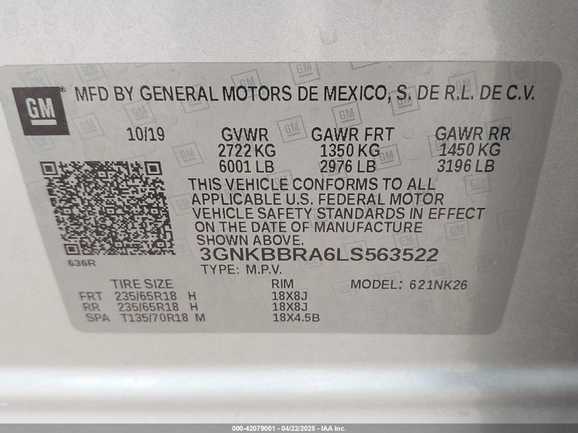 GM MFD BY GENERAL MOTORS DE MEXICO, S. DE R.L. DE C.V.
10/19 GVWR GAWR FRT GAWR RR
2722 KG 1350 KG 1450 KG
6001 LB 2976 LB 3196 LB
THIS VEHICLE CONFORMS TO ALL
APPLICABLE U.S. FEDERAL MOTOR
VEHICLE SAFETY STANDARDS IN EFFECT
ON THE DATE OF MANUFACTURE
SHOWN ABOVE.
636R 3GNKBBRA6LS563522
TYPE: M.P.V.
TIRE SIZE RIM MODEL: 621NK26
FRT 235/65R18 H 18X8J
RR 235/65R18 H 18X8J
SPA T135/70R18 M 18X4.5B
000-42079001 - 04/22/2025 - IAA Inc.